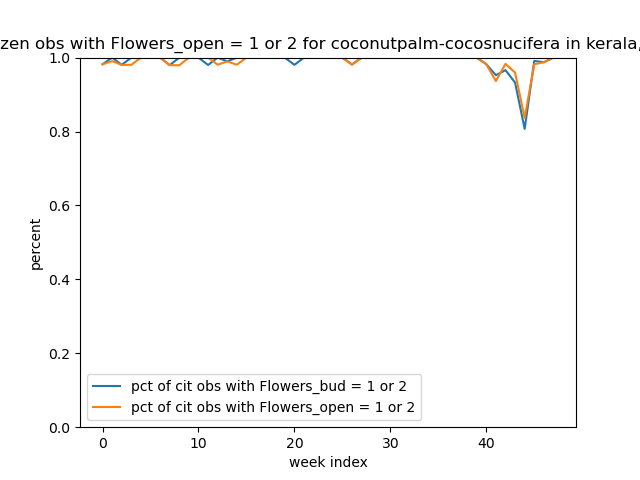 zen obs with Flowers_open = 1 or 2 for coconutpalm-cocosnucifera in kerala,
1.0
0.8
0.6
0.4
0.2
0.0
percent
pct of cit obs with Flowers_bud = 1 or 2
pct of cit obs with Flowers_open = 1 or 2
0 10 20 30 40
week index